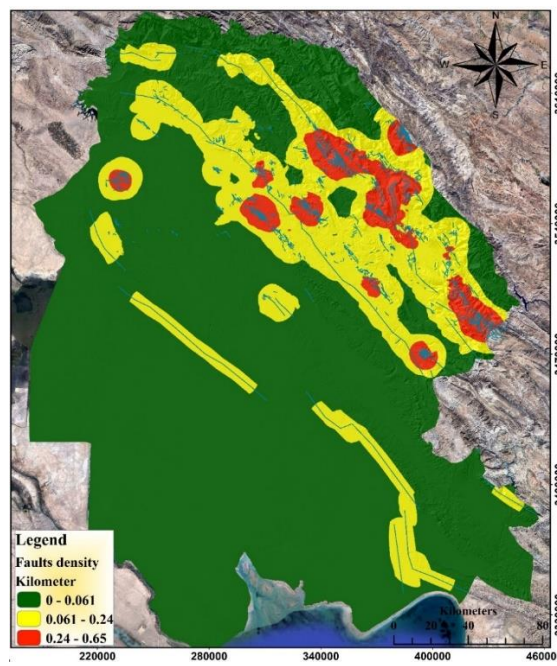 N
W E
S
Legend
Faults density
Kilometer
0 - 0.061
0.061 - 0.24
0.24 - 0.65
Kilometers
0 20 40 80
220000 280000 340000 400000 46000